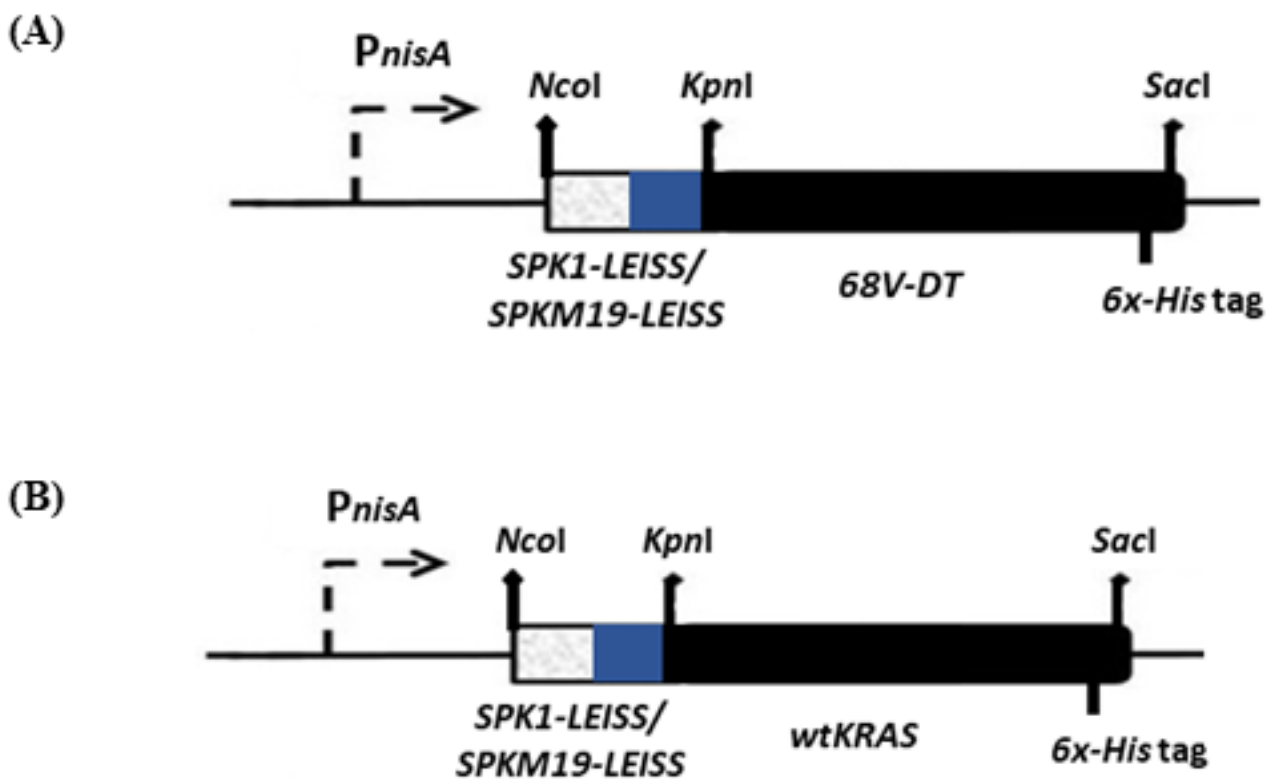 (A)
PnisA
NcoI KpnI SacI
SPK1-LEISS/
SPKM19-LEISS
68V-DT
6x-His tag
(B)
PnisA
NcoI KpnI SacI
SPK1-LEISS/
SPKM19-LEISS
wtKRAS
6x-His tag